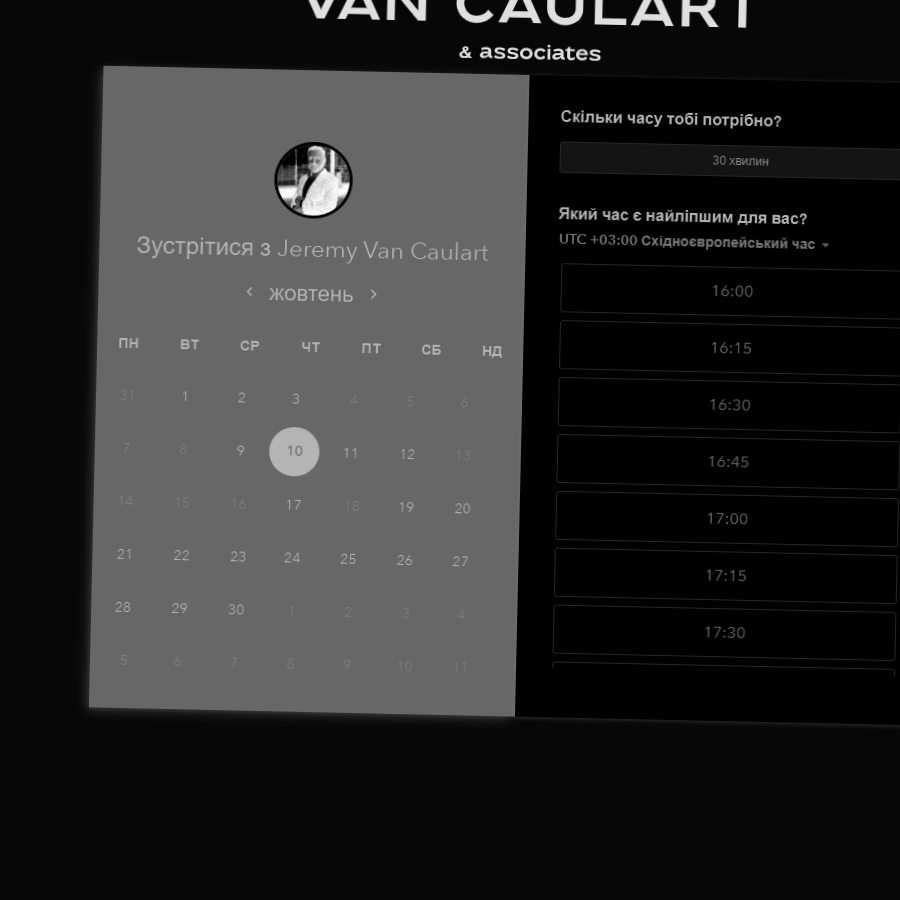 VAN CAULART
& associates
Зустрітися з Jeremy Van Caulart
жовтень
ПН ВТ СР ЧТ ПТ СБ НД
31 1 2 3 4 5 6
7 8 9 10 11 12 13
14 15 16 17 18 19 20
21 22 23 24 25 26 27
28 29 30 1 2 3 4
5 6 7 8 9 10 11
Скільки часу тобі потрібно?
30 хвилин
Який час є найліпшим для вас?
UTC +03:00 Східноєвропейський час
16:00
16:15
16:30
16:45
17:00
17:15
17:30